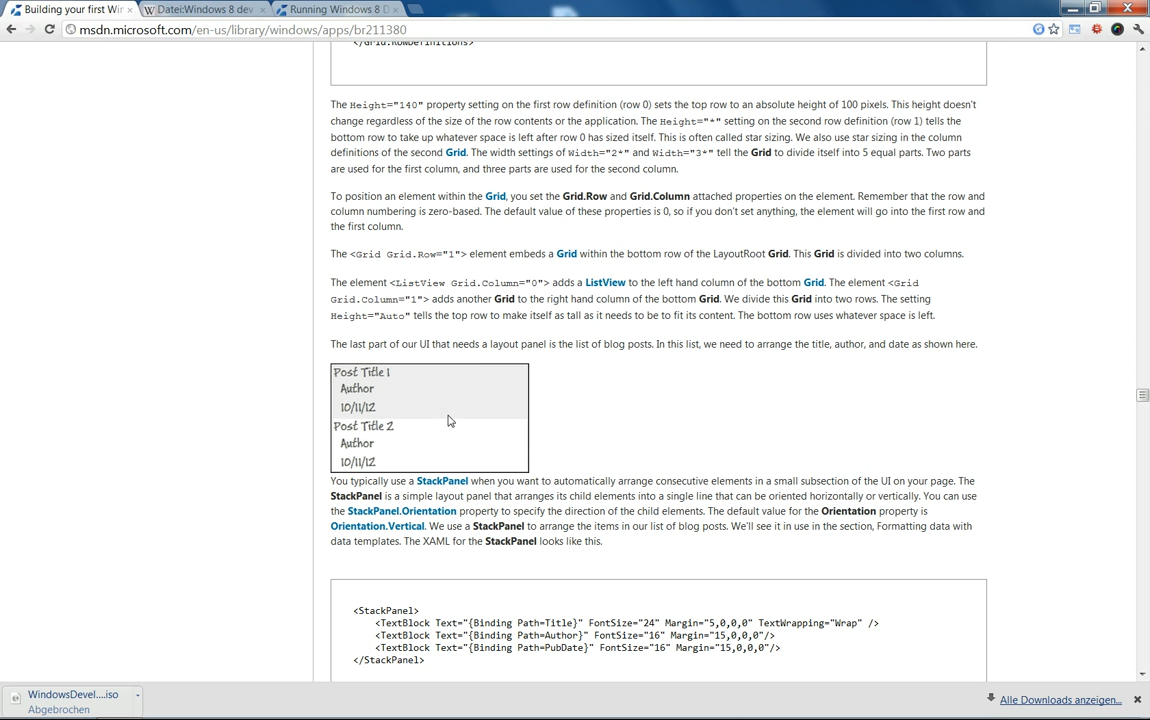 Building your first Wir
Datei:Windows 8 dev
Running Windows 8 D
msdn.microsoft.com/en-us/library/windows/apps/br211380
</Grid.RowDefinitions>
The Height="140" property setting on the first row definition (row 0) sets the top row to an absolute height of 100 pixels. This height doesn't
change regardless of the size of the row contents or the application. The Height="*" setting on the second row definition (row 1) tells the
bottom row to take up whatever space is left after row 0 has sized itself. This is often called star sizing. We also use star sizing in the column
definitions of the second Grid. The width settings of Width="2*" and Width="3*" tell the Grid to divide itself into 5 equal parts. Two parts
are used for the first column, and three parts are used for the second column.
To position an element within the Grid, you set the Grid.Row and Grid.Column attached properties on the element. Remember that the row and
column numbering is zero-based. The default value of these properties is 0, so if you don't set anything, the element will go into the first row and
the first column.
The <Grid Grid.Row="1"> element embeds a Grid within the bottom row of the LayoutRoot Grid. This Grid is divided into two columns.
The element <ListView Grid.Column="0"> adds a ListView to the left hand column of the bottom Grid. The element <Grid
Grid.Column="1"> adds another Grid to the right hand column of the bottom Grid. We divide this Grid into two rows. The setting
Height="Auto" tells the top row to make itself as tall as it needs to be to fit its content. The bottom row uses whatever space is left.
The last part of our UI that needs a layout panel is the list of blog posts. In this list, we need to arrange the title, author, and date as shown here.
Post Title 1
Author
10/11/12
Post Title 2
Author
10/11/12
You typically use a StackPanel when you want to automatically arrange consecutive elements in a small subsection of the UI on your page. The
StackPanel is a simple layout panel that arranges its child elements into a single line that can be oriented horizontally or vertically. You can use
the StackPanel.Orientation property to specify the direction of the child elements. The default value for the Orientation property is
Orientation.Vertical. We use a StackPanel to arrange the items in our list of blog posts. We'll see it in use in the section, Formatting data with
data templates. The XAML for the StackPanel looks like this.
<StackPanel>
<TextBlock Text="{Binding Path=Title}" FontSize="24" Margin="5,0,0,0" TextWrapping="Wrap" />
<TextBlock Text="{Binding Path=Author}" FontSize="16" Margin="15,0,0,0"/>
<TextBlock Text="{Binding Path=PubDate}" FontSize="16" Margin="15,0,0,0"/>
</StackPanel>
WindowsDevel....iso
Abgebrochen
Alle Downloads anzeigen...